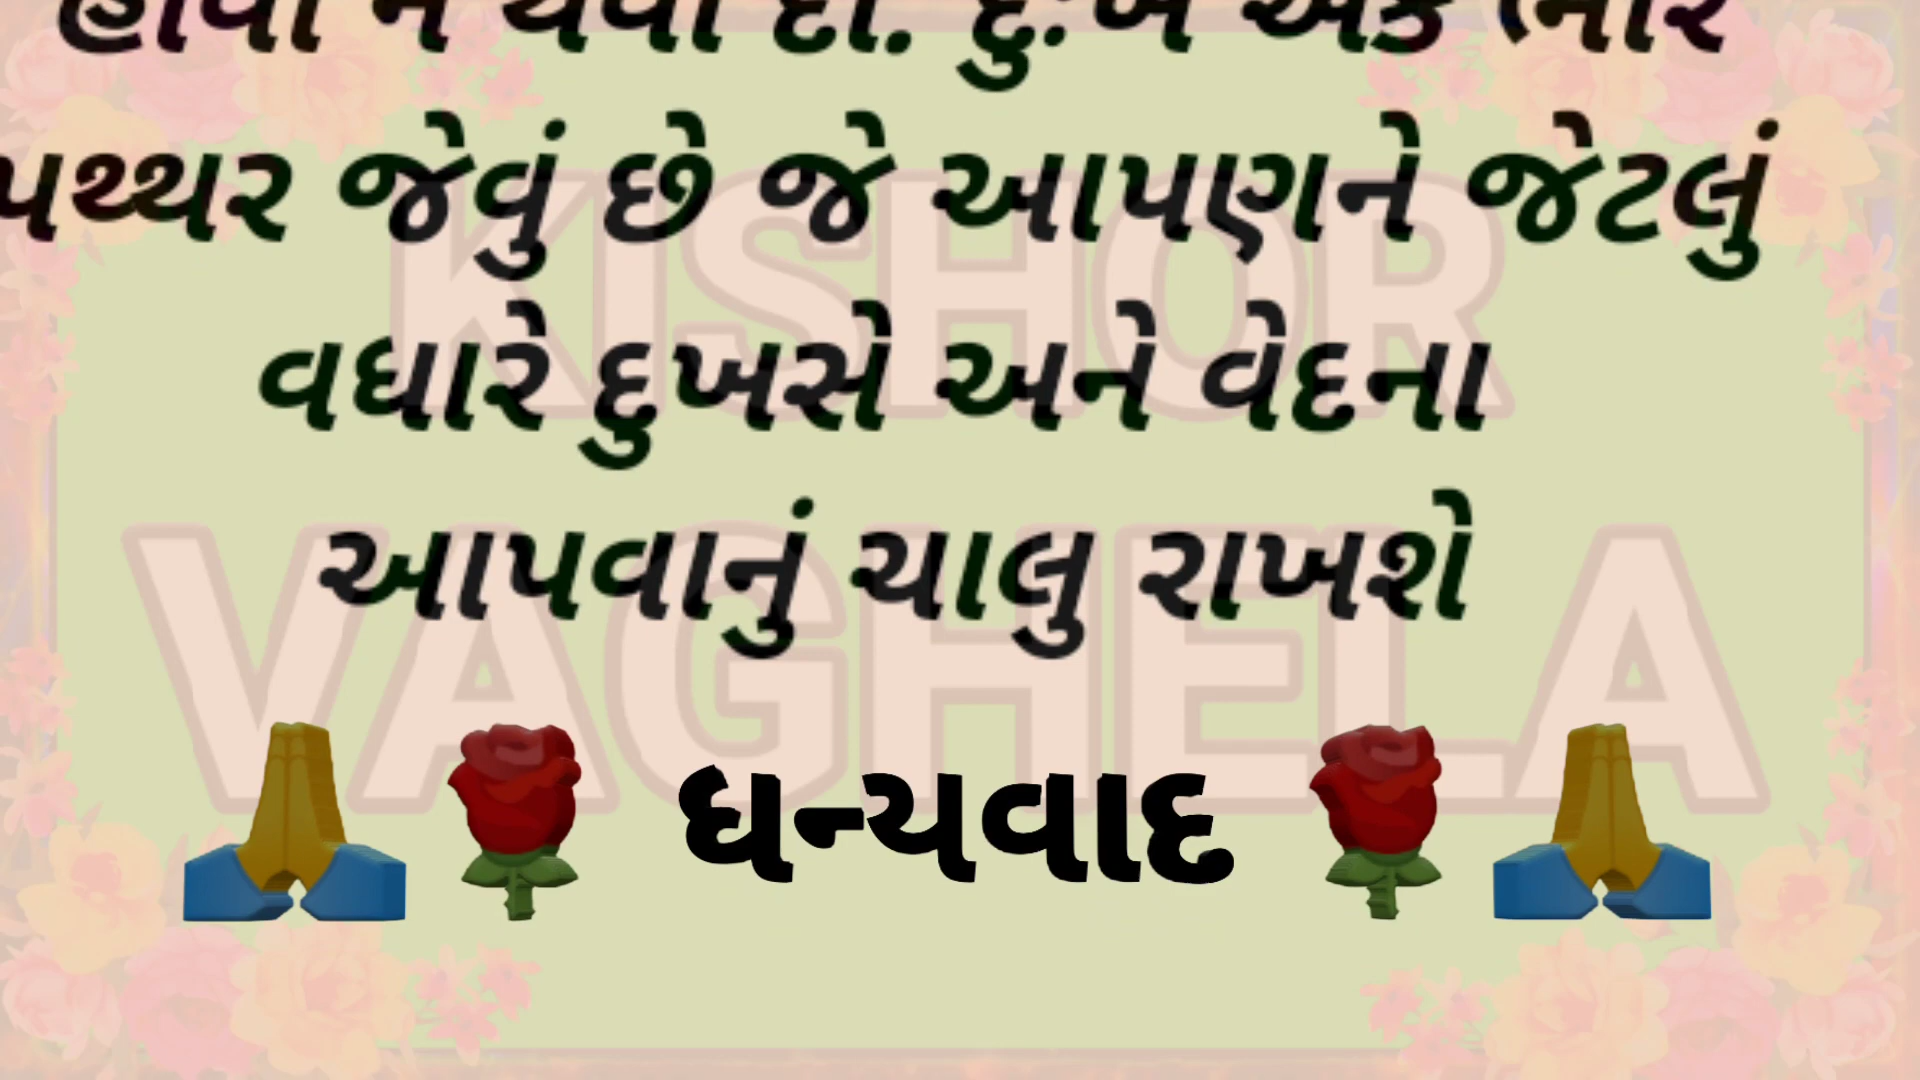 પથ્થર જેવું છે જે આપણને જેટલું
વધારે દુખસે અને વેદના
આપવાનું ચાલુ રાખશે
KISHOR
VAGHELA
🙏🌹 ધન્યવાદ 🌹🙏